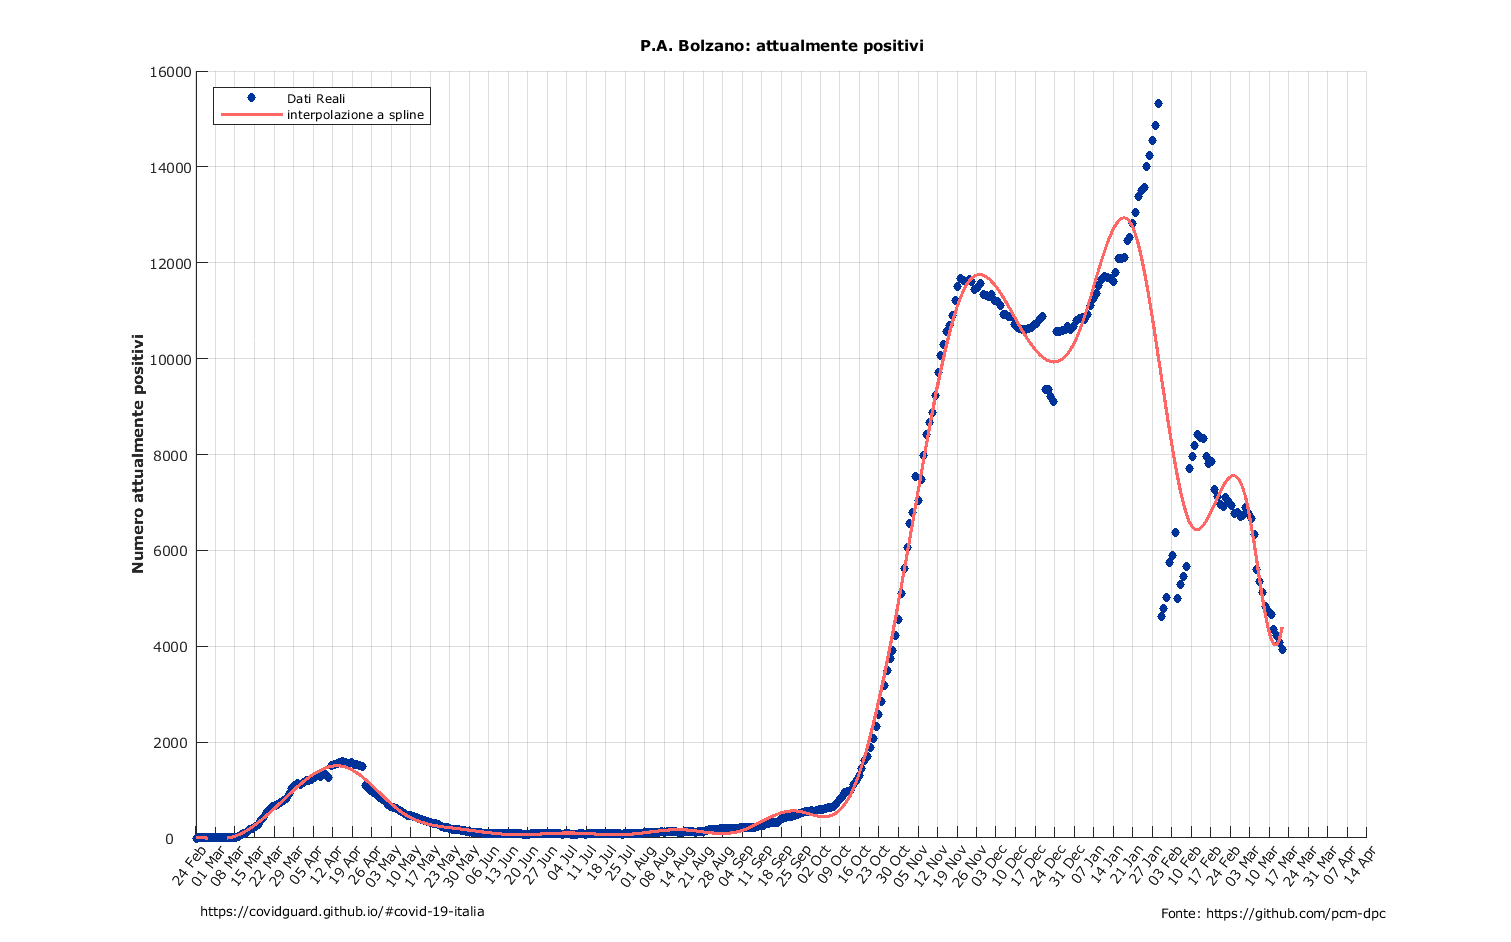 P.A. Bolzano: attualmente positivi
16000
14000
12000
10000
8000
6000
4000
2000
0
Numero attualmente positivi
Dati Reali
interpolazione a spline
24 Feb
01 Mar
08 Mar
15 Mar
22 Mar
29 Mar
05 Apr
12 Apr
19 Apr
26 Apr
03 May
10 May
17 May
23 May
30 May
06 Jun
13 Jun
20 Jun
27 Jun
04 Jul
11 Jul
18 Jul
25 Jul
01 Aug
08 Aug
14 Aug
21 Aug
28 Aug
04 Sep
11 Sep
18 Sep
25 Sep
02 Oct
09 Oct
16 Oct
23 Oct
30 Oct
05 Nov
12 Nov
19 Nov
26 Nov
03 Dec
10 Dec
17 Dec
24 Dec
31 Dec
07 Jan
14 Jan
21 Jan
27 Jan
03 Feb
10 Feb
17 Feb
24 Feb
03 Mar
10 Mar
17 Mar
24 Mar
31 Mar
07 Apr
14 Apr
https://covidguard.github.io/#covid-19-italia
Fonte: https://github.com/pcm-dpc